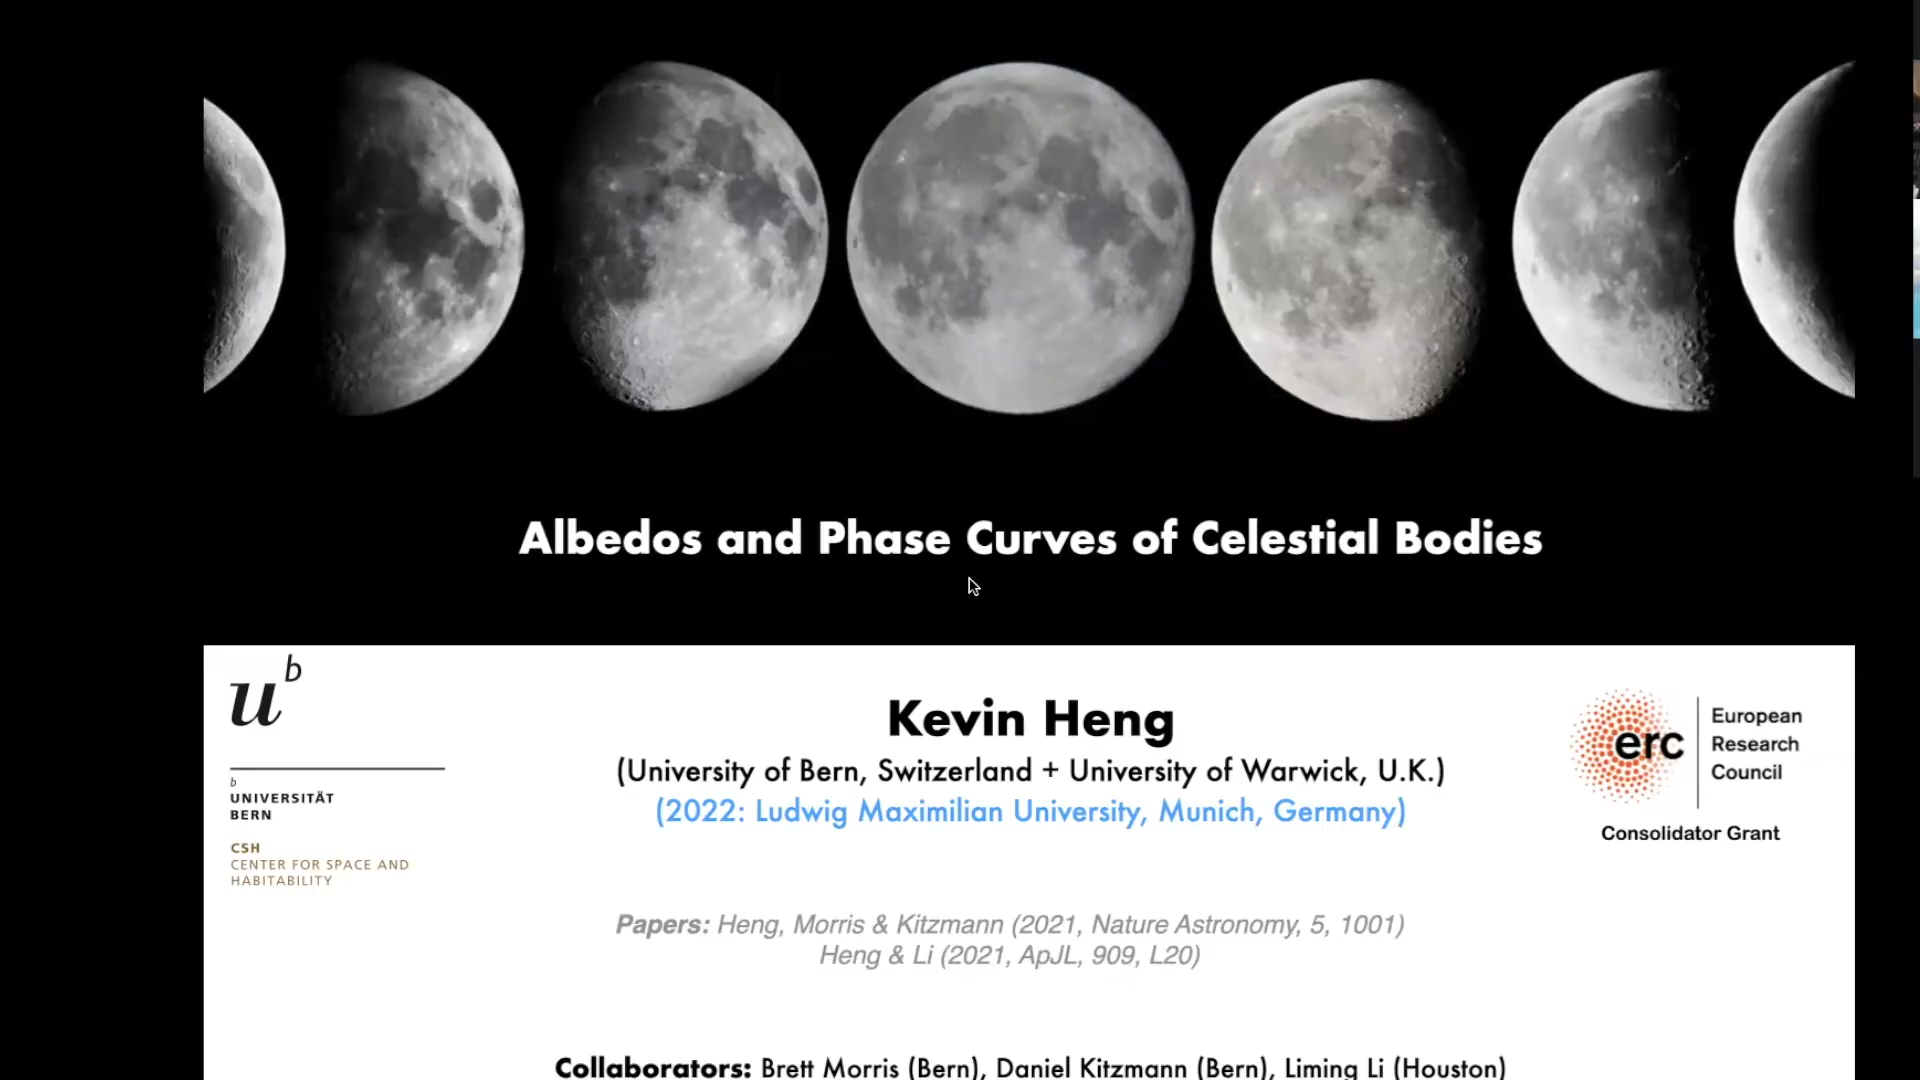 Albedos and Phase Curves of Celestial Bodies
u b
b
UNIVERSITÄT
BERN
CSH
CENTER FOR SPACE AND
HABITABILITY
Kevin Heng
(University of Bern, Switzerland + University of Warwick, U.K.)
(2022: Ludwig Maximilian University, Munich, Germany)
erc
European
Research
Council
Consolidator Grant
Papers: Heng, Morris & Kitzmann (2021, Nature Astronomy, 5, 1001)
Heng & Li (2021, ApJL, 909, L20)
Collaborators: Brett Morris (Bern), Daniel Kitzmann (Bern), Liming Li (Houston)